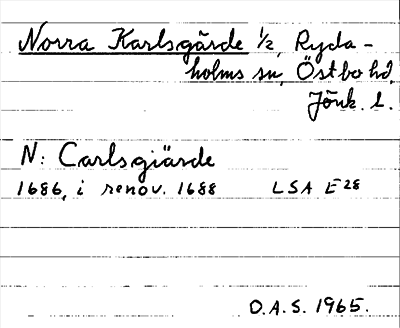 Norra Karlsgärde ½, Ryda-
holms sn, Östbo hd,
Jönk. l.
N: Carlsgiärde
1686, i renov. 1688 LSA E28
O.A.S. 1965.